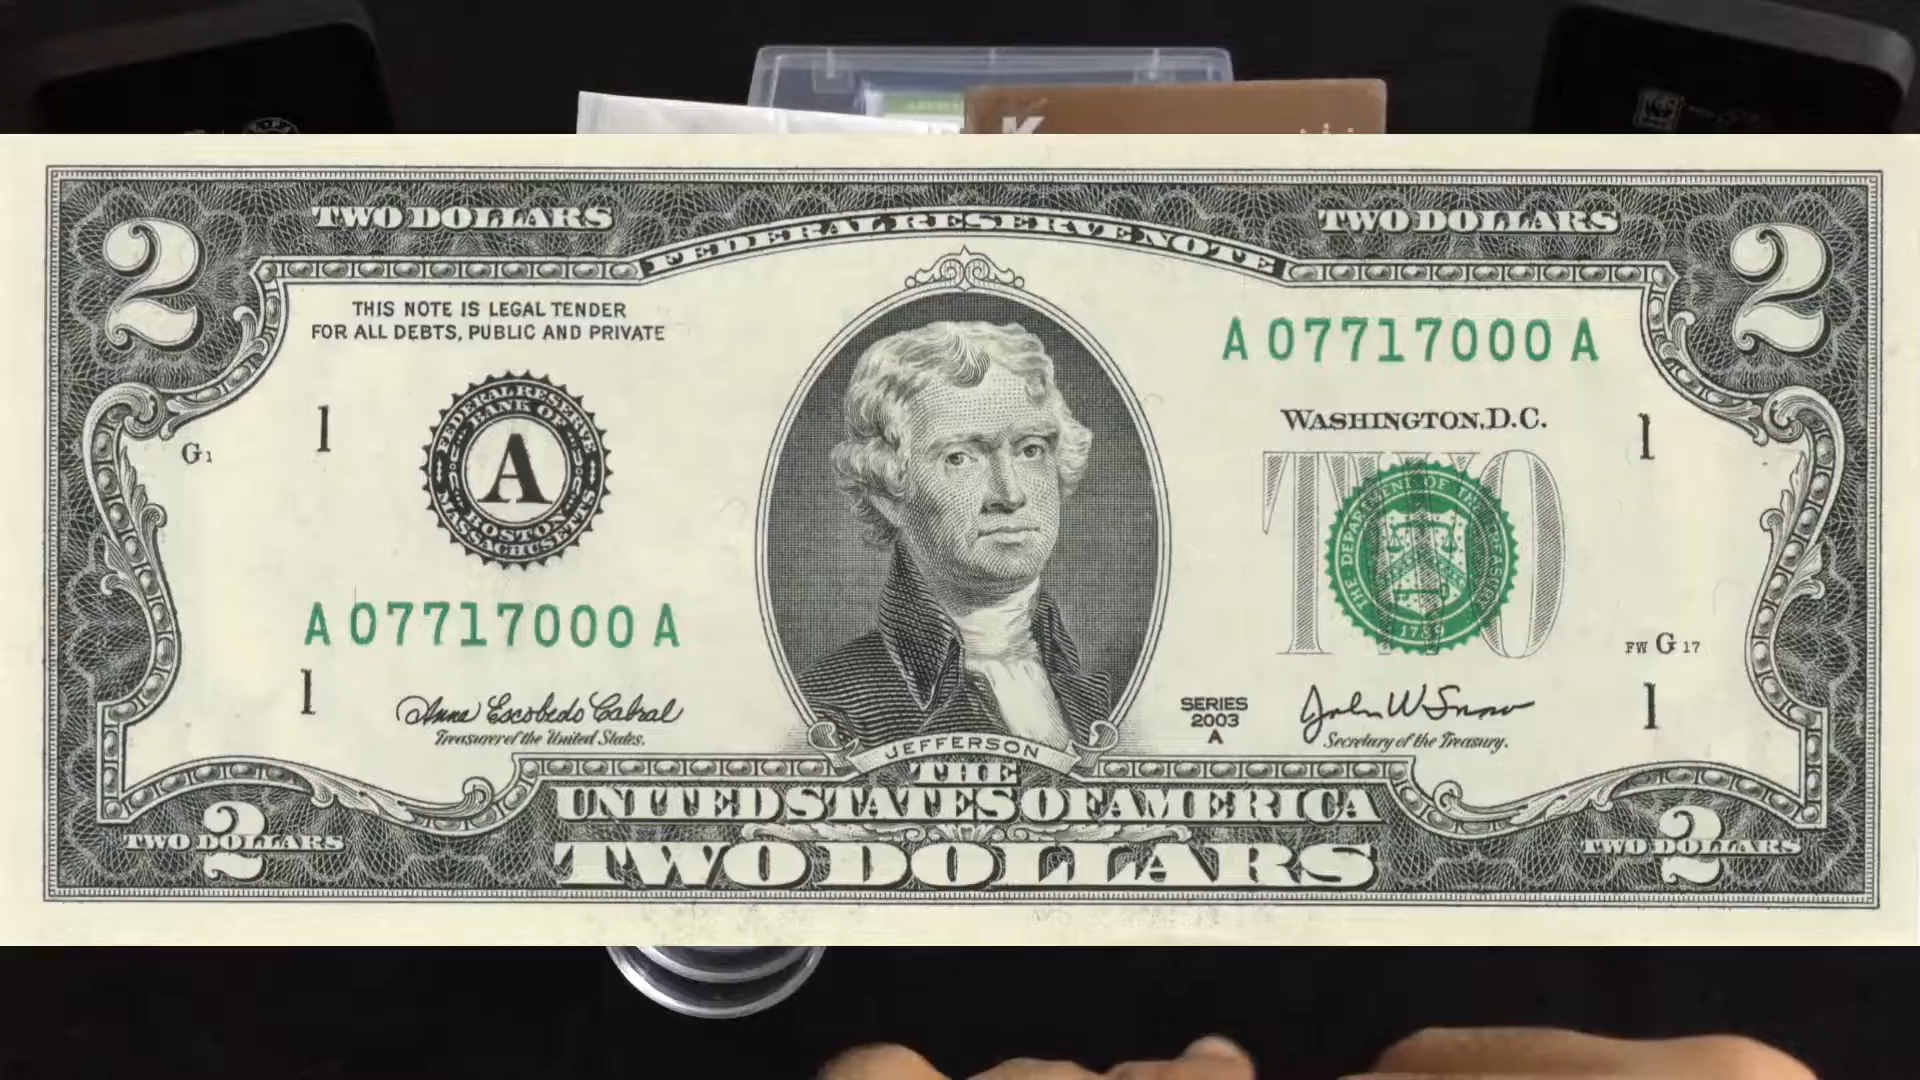 K
2
TWO DOLLARS
FEDERAL RESERVE NOTE
TWO DOLLARS
2
THIS NOTE IS LEGAL TENDER
FOR ALL DEBTS, PUBLIC AND PRIVATE
A 07717000 A
1
G1
FEDERAL RESERVE
BANK OF
A
BOSTON
MASSACHUSETTS
WASHINGTON, D.C.
1
TWO
THE DEPARTMENT OF THE TREASURY
1789
A 07717000 A
FW G 17
1
Anna Escobedo Cabral
Treasurer of the United States.
SERIES
2003
A
John W Snow
Secretary of the Treasury.
1
JEFFERSON
THE
UNITED STATES OF AMERICA
TWO DOLLARS
2
TWO DOLLARS
2
TWO DOLLARS